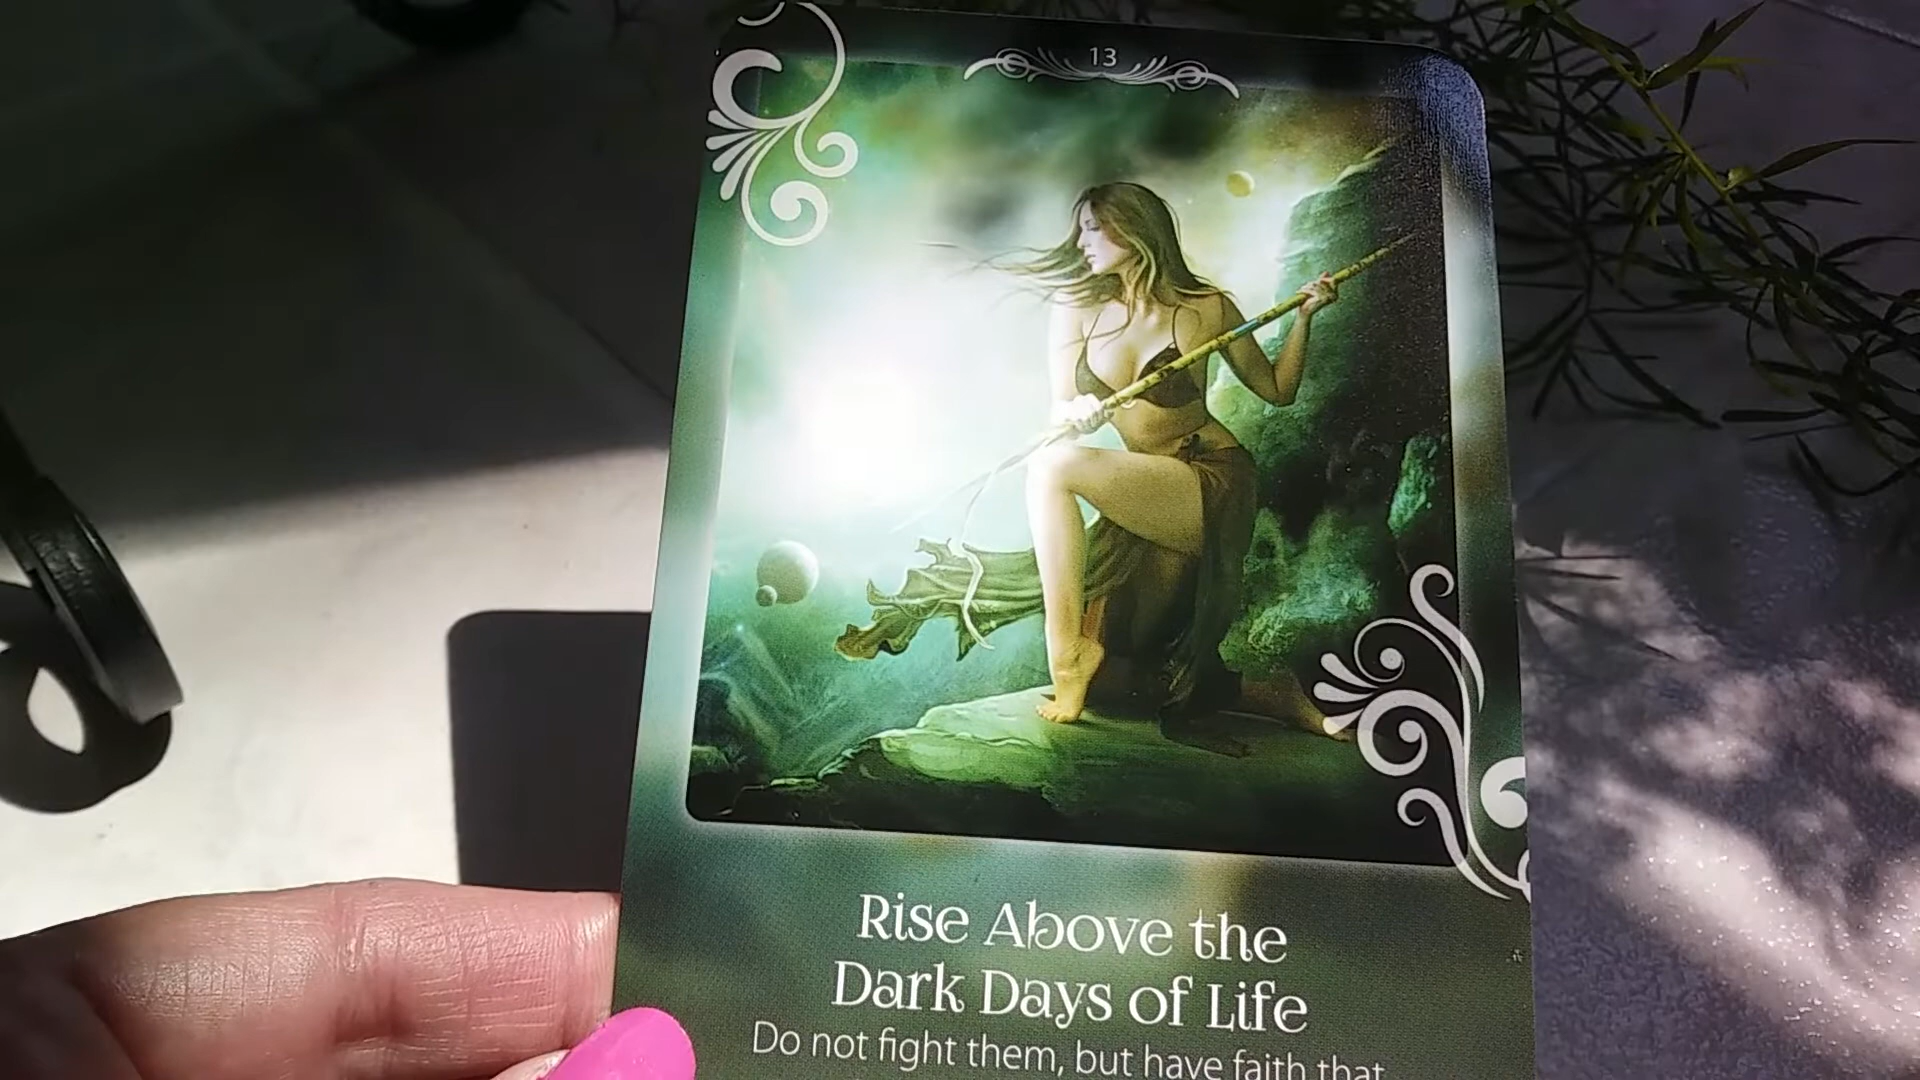 13
Rise Above the
Dark Days of Life
Do not fight them, but have faith that